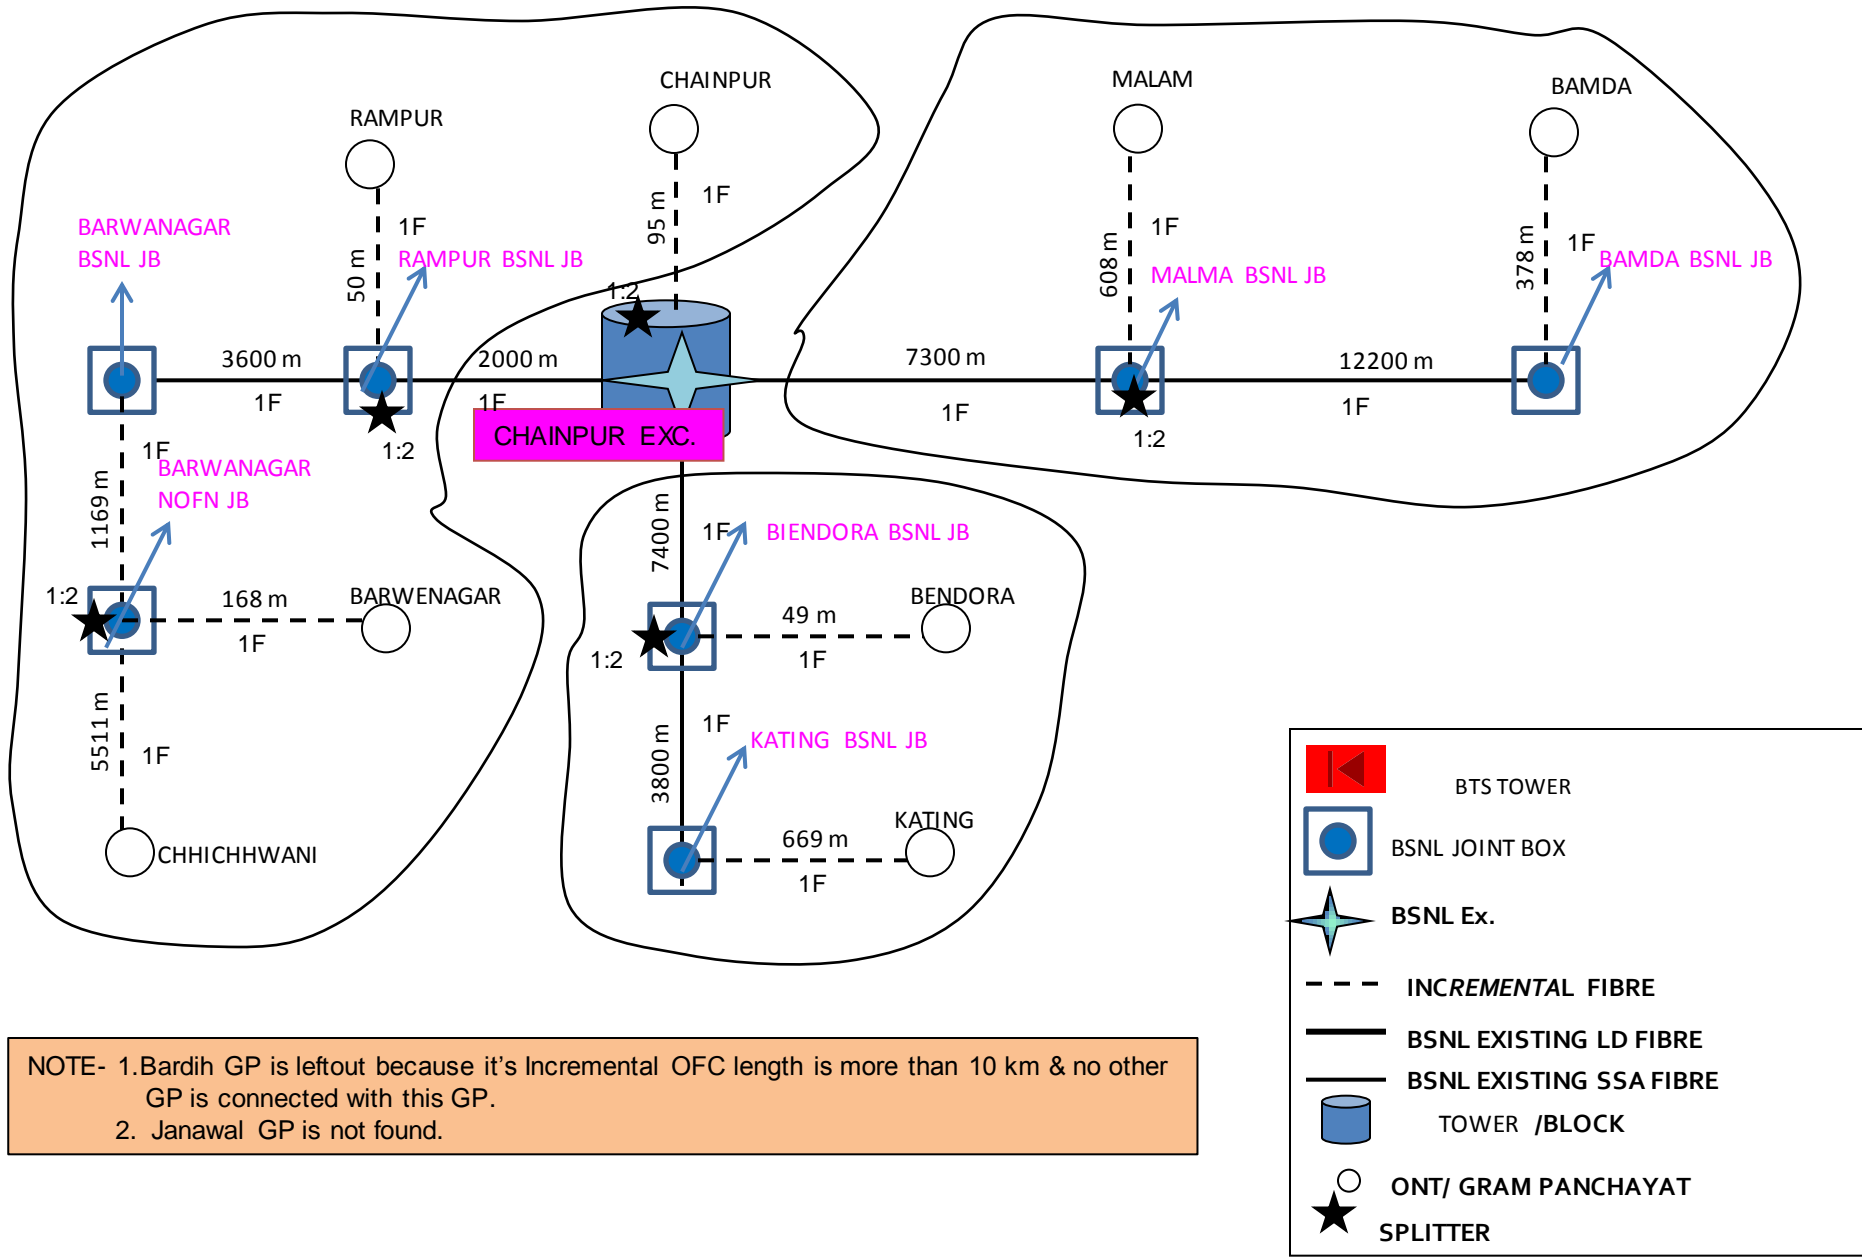 CHAINPUR
MALAM
BAMDA
RAMPUR
95 m
1F
1F
1F
608 m
378 m
1F
50 m
BARWANAGAR
BSNL JB
RAMPUR BSNL JB
MALMA BSNL JB
BAMDA BSNL JB
1:2
3600 m
2000 m
7300 m
12200 m
1F
1F
1F
1F
CHAINPUR EXC.
1:2
1:2
1F
1169 m
BARWANAGAR
NOFN JB
7400 m
1F
BIENDORA BSNL JB
1:2
168 m
1F
BARWENAGAR
49 m
1F
BENDORA
1:2
5511 m
1F
3800 m
1F
KATING BSNL JB
CHHICHHWANI
669 m
1F
KATING
BTS TOWER
BSNL JOINT BOX
BSNL Ex.
INCREMENTAL FIBRE
BSNL EXISTING LD FIBRE
BSNL EXISTING SSA FIBRE
TOWER /BLOCK
ONT/ GRAM PANCHAYAT
SPLITTER
NOTE- 1.Bardih GP is leftout because it's Incremental OFC length is more than 10 km & no other
GP is connected with this GP.
2. Janawal GP is not found.